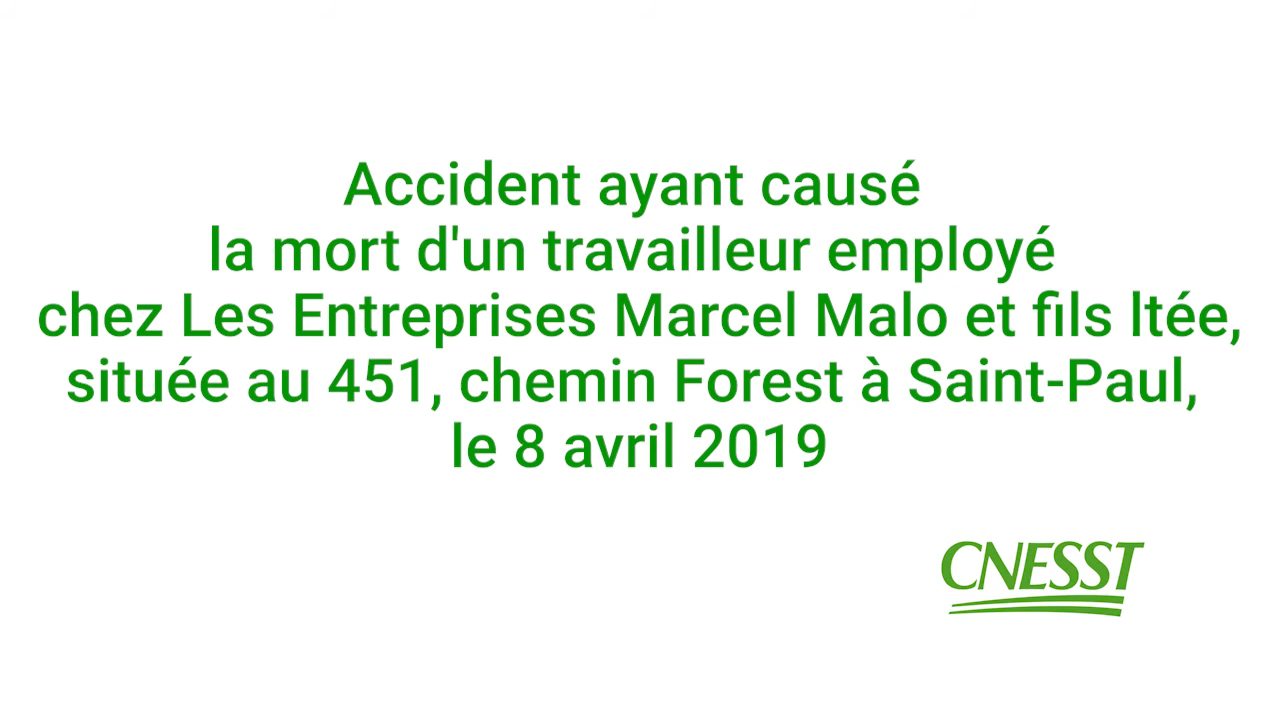 Accident ayant causé
la mort d'un travailleur employé
chez Les Entreprises Marcel Malo et fils ltée,
située au 451, chemin Forest à Saint-Paul,
le 8 avril 2019
CNESST